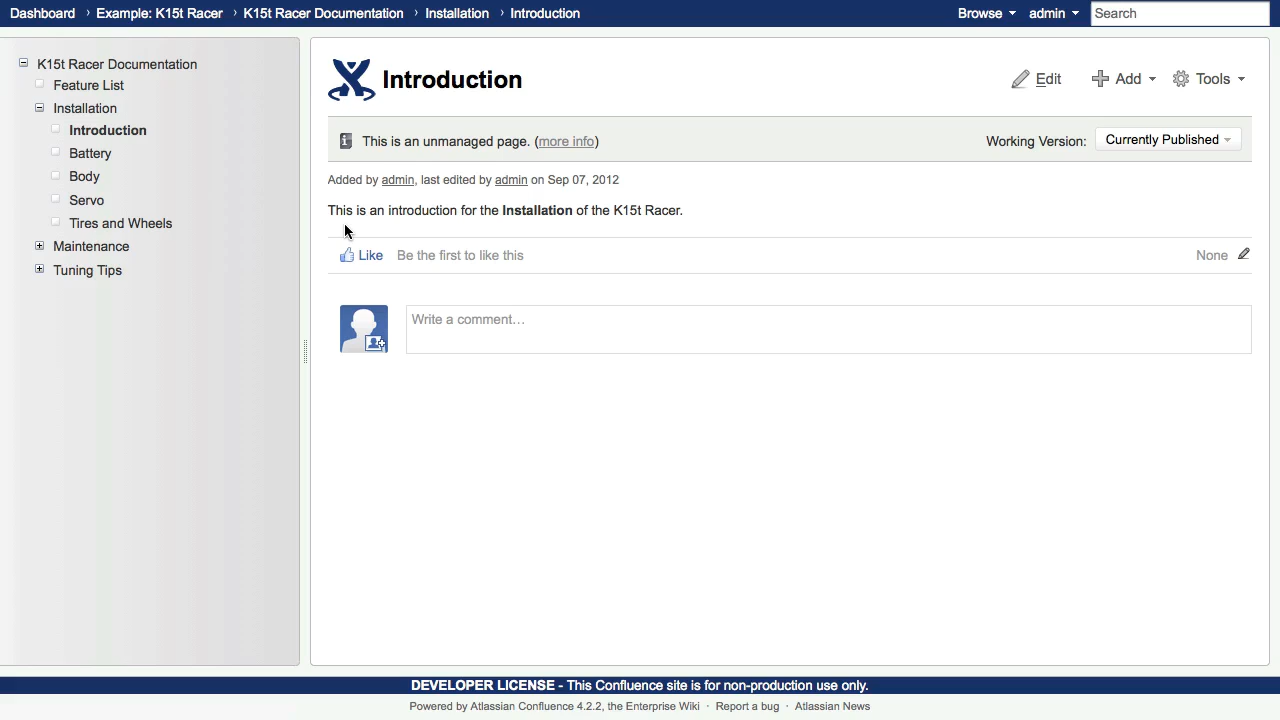 Dashboard › Example: K15t Racer › K15t Racer Documentation › Installation › Introduction Browse admin Search
K15t Racer Documentation
Feature List
Installation
Introduction
Battery
Body
Servo
Tires and Wheels
Maintenance
Tuning Tips
Introduction
Edit Add Tools
This is an unmanaged page. (more info) Working Version: Currently Published
Added by admin, last edited by admin on Sep 07, 2012
This is an introduction for the Installation of the K15t Racer.
Like Be the first to like this None
Write a comment…
DEVELOPER LICENSE - This Confluence site is for non-production use only.
Powered by Atlassian Confluence 4.2.2, the Enterprise Wiki · Report a bug · Atlassian News